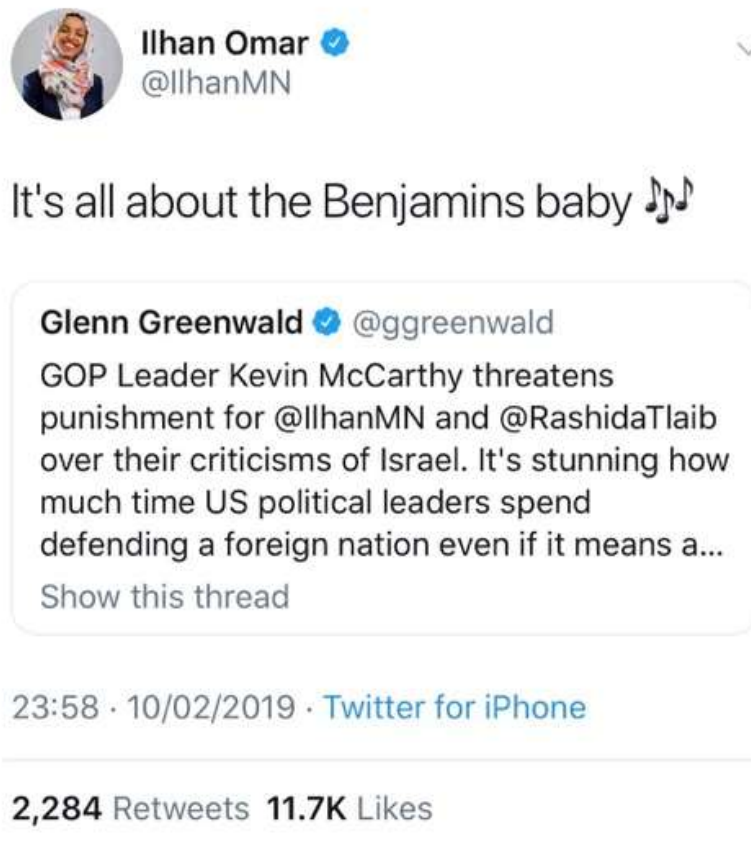 Ilhan Omar
@IlhanMN
It's all about the Benjamins baby 🎶
Glenn Greenwald @ggreenwald
GOP Leader Kevin McCarthy threatens
punishment for @IlhanMN and @RashidaTlaib
over their criticisms of Israel. It's stunning how
much time US political leaders spend
defending a foreign nation even if it means a...
Show this thread
23:58 · 10/02/2019 · Twitter for iPhone
2,284 Retweets 11.7K Likes